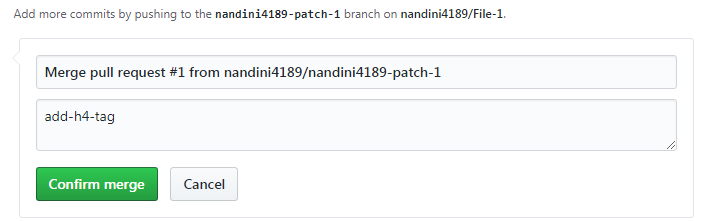 Add more commits by pushing to the nandini4189-patch-1 branch on nandini4189/File-1.
Merge pull request #1 from nandini4189/nandini4189-patch-1
add-h4-tag
Confirm merge
Cancel